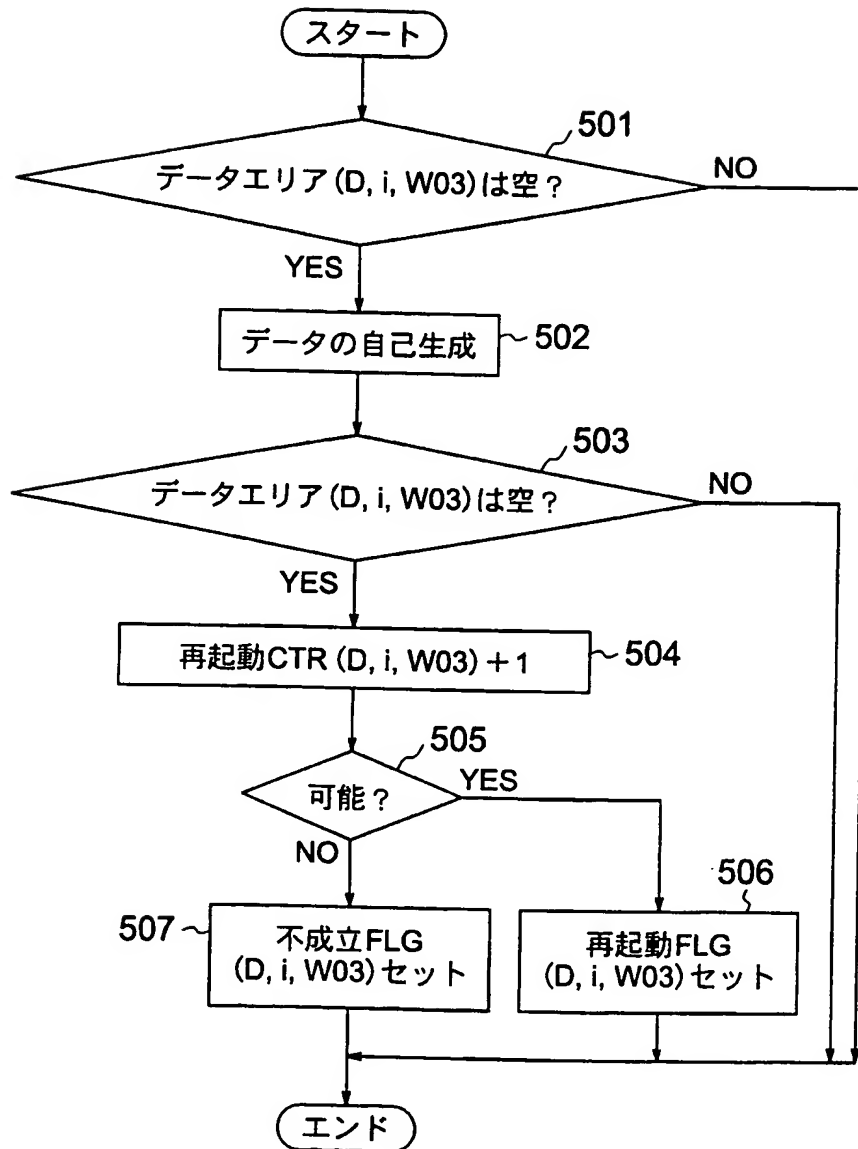 スタート
501
データエリア(D, i, W03)は空?
NO
YES
データの自己生成
502
503
データエリア(D, i, W03)は空?
NO
YES
再起動CTR(D, i, W03)+1
504
505
可能?
YES
NO
506
507
不成立FLG
(D, i, W03)セット
再起動FLG
(D, i, W03)セット
エンド